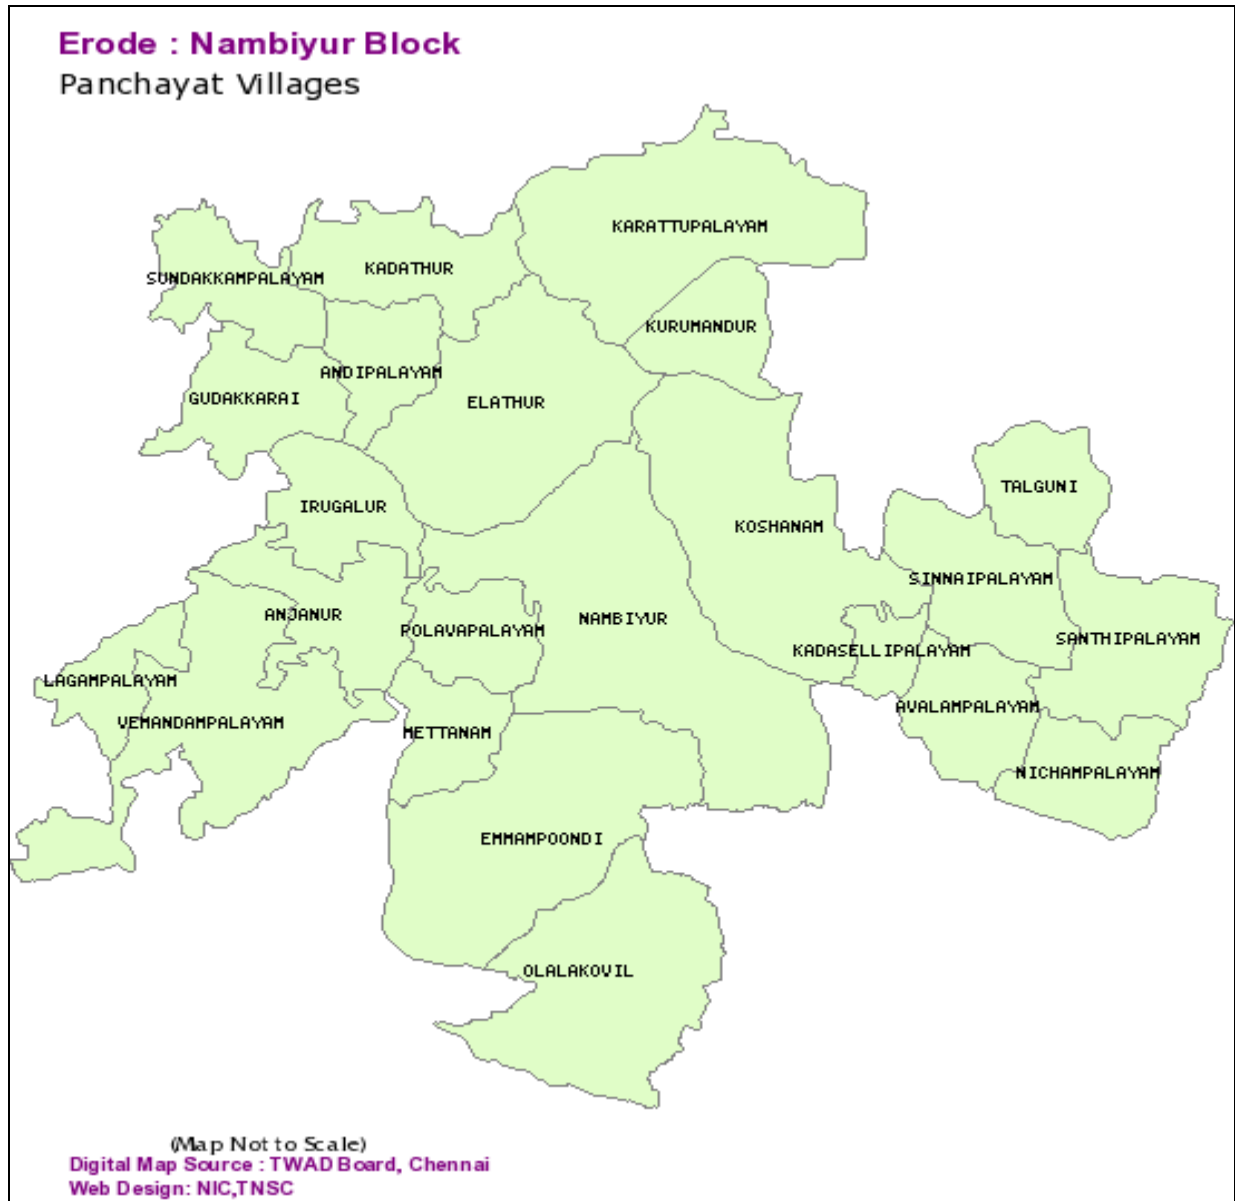 Erode : Nambiyur Block
Panchayat Villages
KARATTUPALAYAM
KADATHUR
SUNDAKKAMPALAYAM
KURUMANDUR
ANDIPALAYAM
GUDAKKARAI
ELATHUR
TALGUNI
IRUGALUR
KOSHANAM
SINNAIPALAYAM
ANJANUR
NAMBIYUR
POLAVAPALAYAM
SANTHIPALAYAM
KADASELLIPALAYAM
LAGAMPALAYAM
AVALAMPALAYAM
VEMANDAMPALAYAM
METTANAM
NICHAMPALAYAM
EMMAMPOONDI
OLALAKOVIL
(Map Not to Scale)
Digital Map Source : TWAD Board, Chennai
Web Design: NIC,TNSC